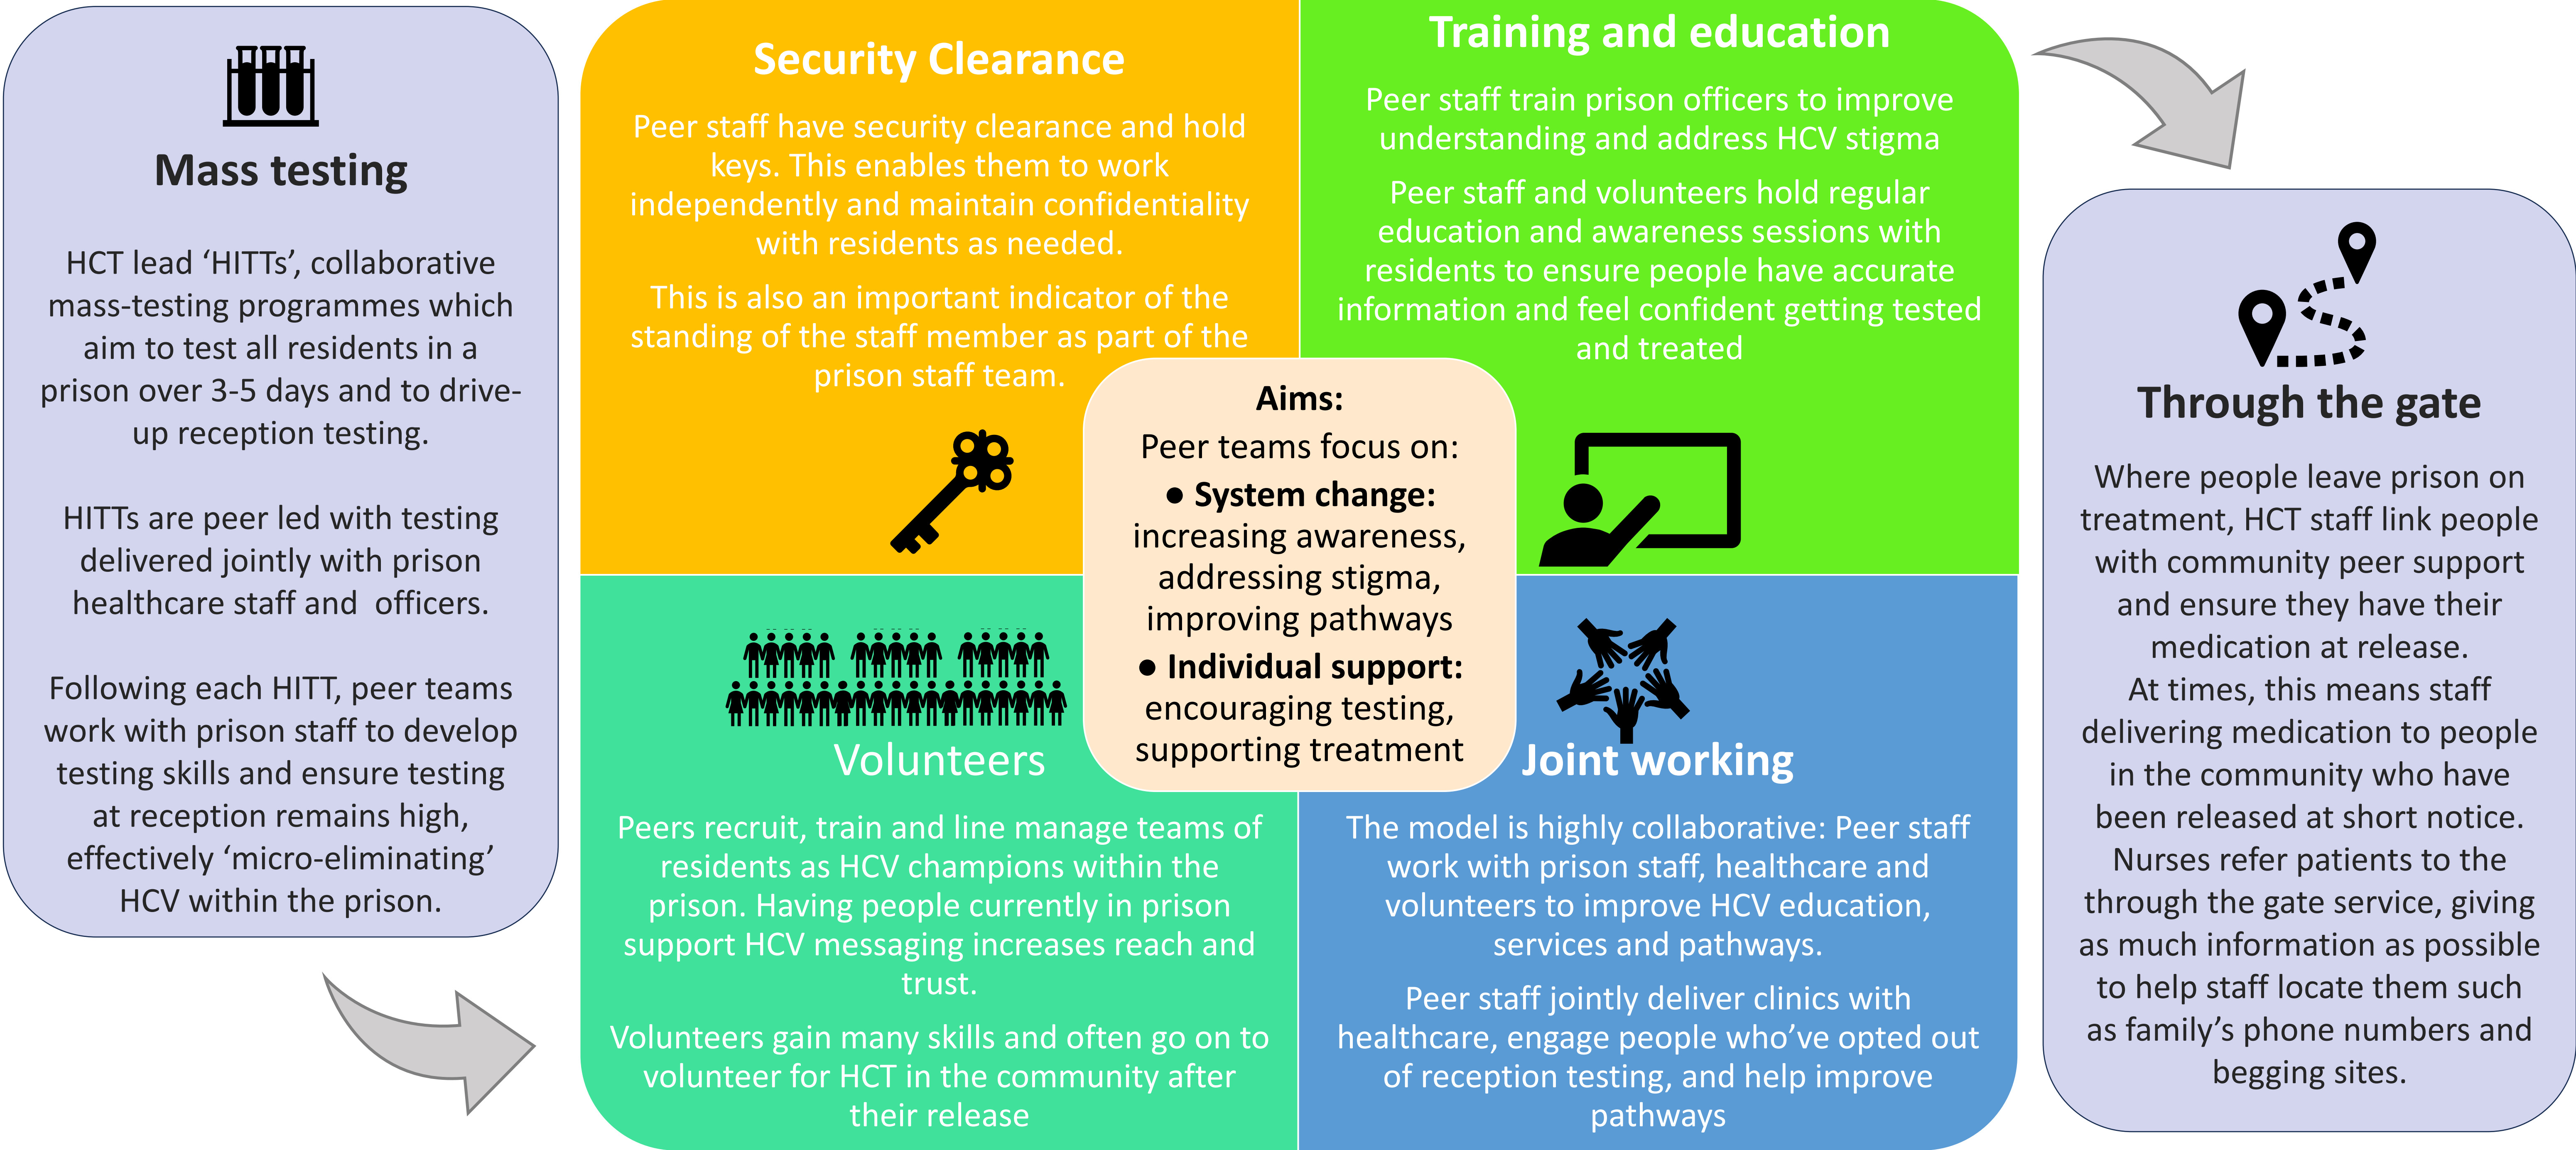 Mass testing
HCT lead ‘HITTs’, collaborative
mass-testing programmes which
aim to test all residents in a
prison over 3-5 days and to drive-
up reception testing.
HITTs are peer led with testing
delivered jointly with prison
healthcare staff and  officers.
Following each HITT, peer teams
work with prison staff to develop
testing skills and ensure testing
at reception remains high,
effectively ‘micro-eliminating’
HCV within the prison.
Security Clearance
Peer staff have security clearance and hold
keys. This enables them to work
independently and maintain confidentiality
with residents as needed.
This is also an important indicator of the
standing of the staff member as part of the
prison staff team.
Training and education
Peer staff train prison officers to improve
understanding and address HCV stigma
Peer staff and volunteers hold regular
education and awareness sessions with
residents to ensure people have accurate
information and feel confident getting tested
and treated
Aims:
Peer teams focus on:
● System change:
increasing awareness,
addressing stigma,
improving pathways
● Individual support:
encouraging testing,
supporting treatment
Volunteers
Peers recruit, train and line manage teams of
residents as HCV champions within the
prison. Having people currently in prison
support HCV messaging increases reach and
trust.
Volunteers gain many skills and often go on to
volunteer for HCT in the community after
their release
Joint working
The model is highly collaborative: Peer staff
work with prison staff, healthcare and
volunteers to improve HCV education,
services and pathways.
Peer staff jointly deliver clinics with
healthcare, engage people who’ve opted out
of reception testing, and help improve
pathways
Through the gate
Where people leave prison on
treatment, HCT staff link people
with community peer support
and ensure they have their
medication at release.
At times, this means staff
delivering medication to people
in the community who have
been released at short notice.
Nurses refer patients to the
through the gate service, giving
as much information as possible
to help staff locate them such
as family’s phone numbers and
begging sites.